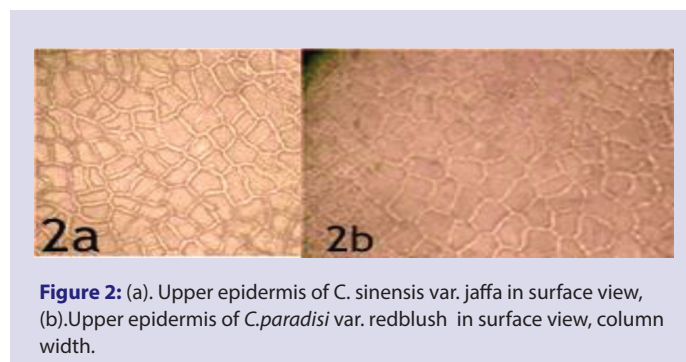 2a 2b
Figure 2: (a). Upper epidermis of C. sinensis var. jaffa in surface view,
(b).Upper epidermis of C.paradisi var. redblush in surface view, column
width.